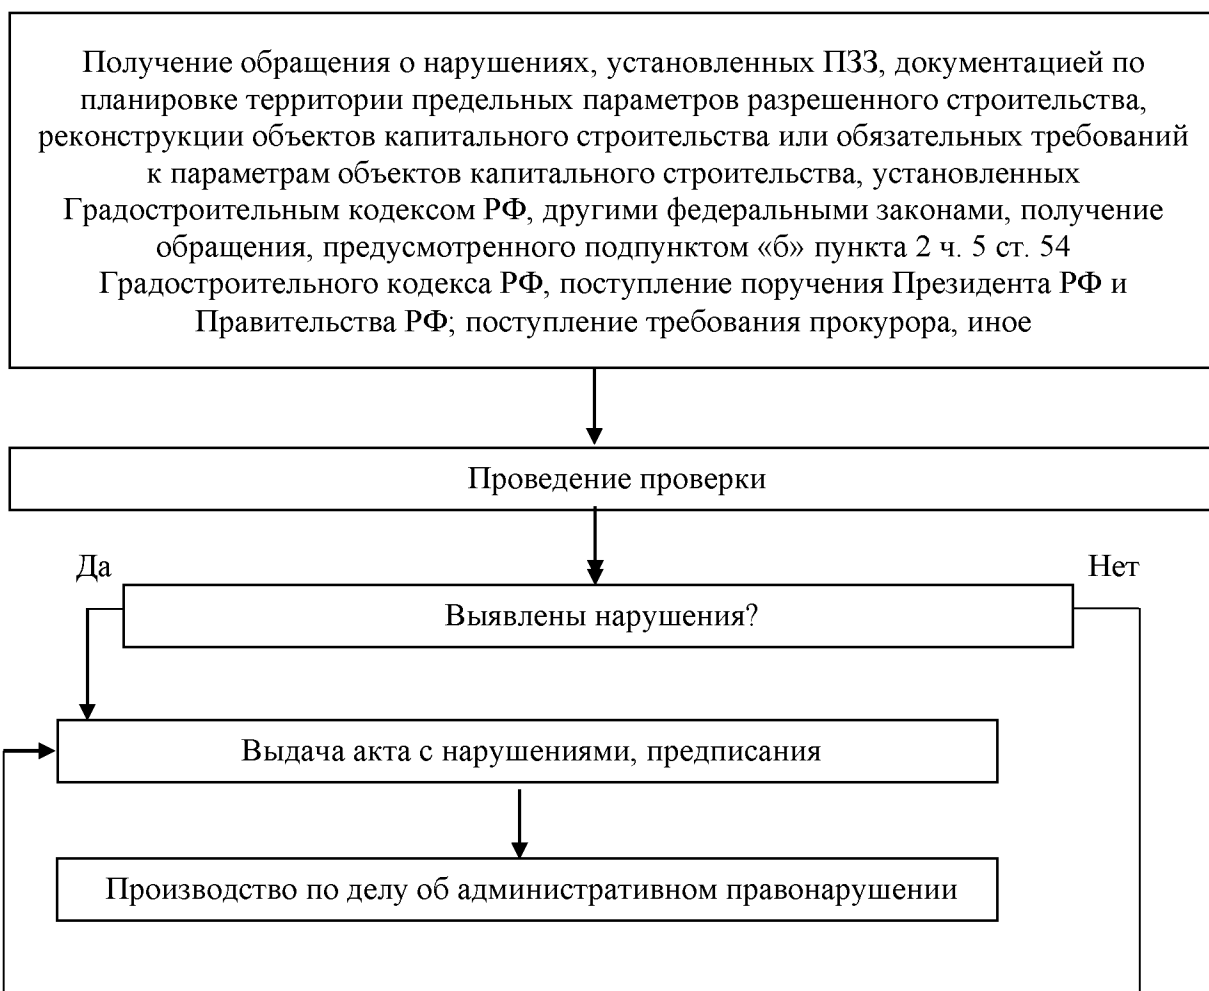 Получение обращения о нарушениях, установленных ПЗЗ, документацией по
планировке территории предельных параметров разрешенного строительства,
реконструкции объектов капитального строительства или обязательных требований
к параметрам объектов капитального строительства, установленных
Градостроительным кодексом РФ, другими федеральными законами, получение
обращения, предусмотренного подпунктом «б» пункта 2 ч. 5 ст. 54
Градостроительного кодекса РФ, поступление поручения Президента РФ и
Правительства РФ; поступление требования прокурора, иное
Проведение проверки
Да
Нет
Выявлены нарушения?
Выдача акта с нарушениями, предписания
Производство по делу об административном правонарушении